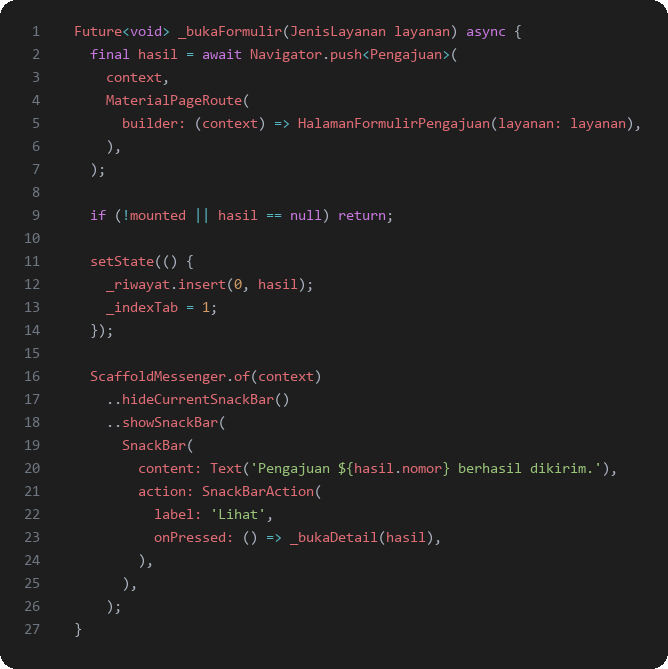 1 Future<void> _bukaFormulir(JenisLayanan layanan) async {
2   final hasil = await Navigator.push<Pengajuan>(
3     context,
4     MaterialPageRoute(
5       builder: (context) => HalamanFormulirPengajuan(layanan: layanan),
6     ),
7   );
8
9   if (!mounted || hasil == null) return;
10
11   setState(() {
12     _riwayat.insert(0, hasil);
13     _indexTab = 1;
14   });
15
16   ScaffoldMessenger.of(context)
17     ..hideCurrentSnackBar()
18     ..showSnackBar(
19       SnackBar(
20         content: Text('Pengajuan ${hasil.nomor} berhasil dikirim.'),
21         action: SnackBarAction(
22           label: 'Lihat',
23           onPressed: () => _bukaDetail(hasil),
24         ),
25       ),
26     );
27 }